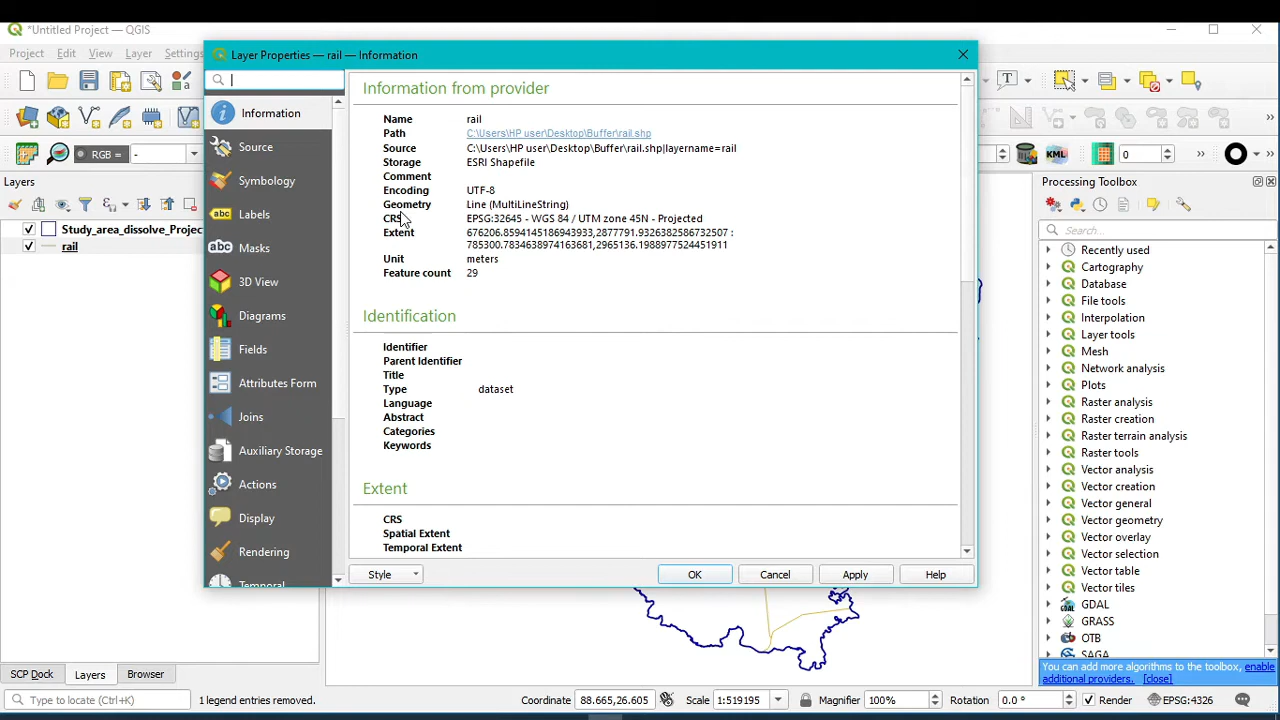 *Untitled Project — QGIS
Project Edit View Layer Settings
Layer Properties — rail — Information
T
RGB = -
0
KML
Layers
Study_area_dissolve_Projec
rail
Information
Source
Symbology
Labels
Masks
3D View
Diagrams
Fields
Attributes Form
Joins
Auxiliary Storage
Actions
Display
Rendering
Temporal
Information from provider
Name rail
Path C:\Users\HP user\Desktop\Buffer\rail.shp
Source C:\Users\HP user\Desktop\Buffer\rail.shp|layername=rail
Storage ESRI Shapefile
Comment
Encoding UTF-8
Geometry Line (MultiLineString)
CRS EPSG:32645 - WGS 84 / UTM zone 45N - Projected
Extent 676206.8594145186943933,2877791.9326382586732507 :
785300.7834638974163681,2965136.1988977524451911
Unit meters
Feature count 29
Identification
Identifier
Parent Identifier
Title
Type dataset
Language
Abstract
Categories
Keywords
Extent
CRS
Spatial Extent
Temporal Extent
Style OK Cancel Apply Help
Processing Toolbox
Search...
Recently used
Cartography
Database
File tools
Interpolation
Layer tools
Mesh
Network analysis
Plots
Raster analysis
Raster creation
Raster terrain analysis
Raster tools
Vector analysis
Vector creation
Vector general
Vector geometry
Vector overlay
Vector selection
Vector table
Vector tiles
GDAL
GRASS
OTB
SAGA
You can add more algorithms to the toolbox, enable
additional providers. [close]
SCP Dock Layers Browser
Type to locate (Ctrl+K) 1 legend entries removed. Coordinate 88.665,26.605 Scale 1:519195 Magnifier 100% Rotation 0.0 ° Render EPSG:4326